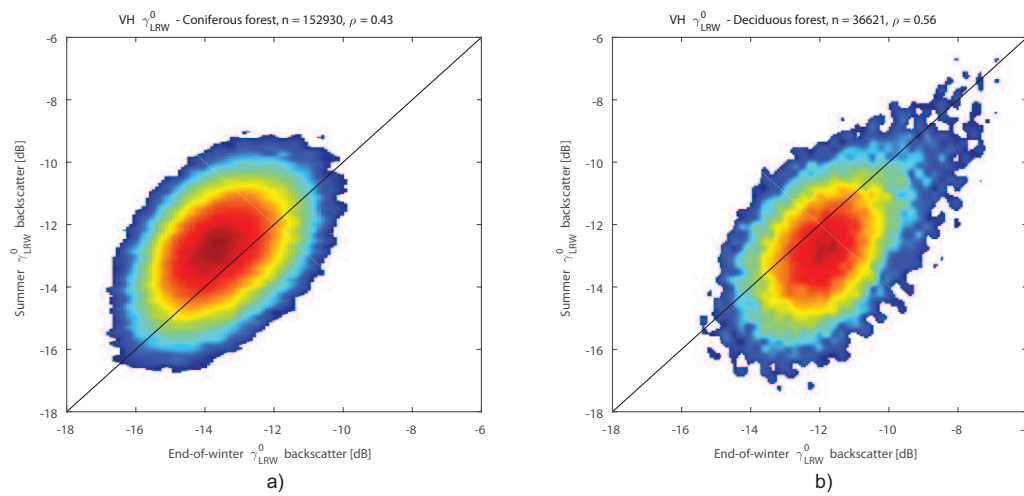 VH γ⁰LRW - Coniferous forest, n = 152930, ρ = 0.43
-6
-8
-10
-12
-14
-16
-18
Summer γ⁰LRW backscatter [dB]
-18 -16 -14 -12 -10 -8 -6
End-of-winter γ⁰LRW backscatter [dB]
a)
VH γ⁰LRW - Deciduous forest, n = 36621, ρ = 0.56
-6
-8
-10
-12
-14
-16
-18
Summer γ⁰LRW backscatter [dB]
-18 -16 -14 -12 -10 -8 -6
End-of-winter γ⁰LRW backscatter [dB]
b)